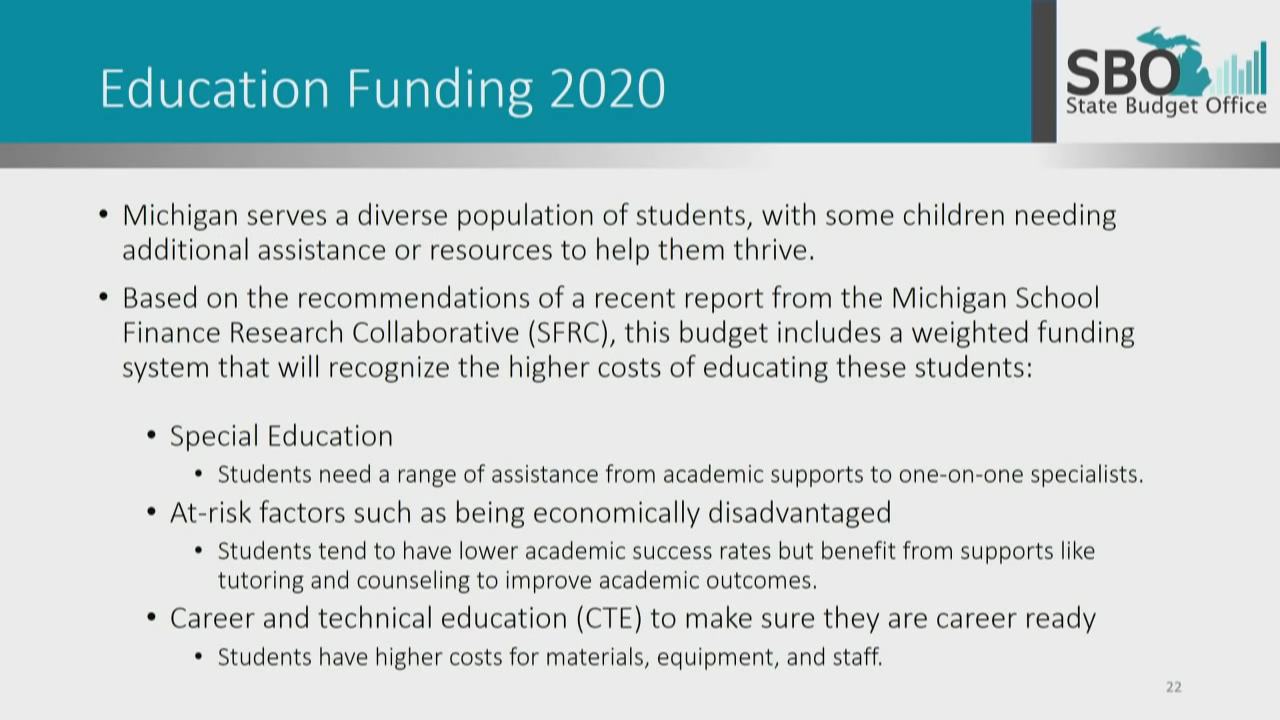 Education Funding 2020
SBO
State Budget Office
• Michigan serves a diverse population of students, with some children needing
additional assistance or resources to help them thrive.
• Based on the recommendations of a recent report from the Michigan School
Finance Research Collaborative (SFRC), this budget includes a weighted funding
system that will recognize the higher costs of educating these students:
• Special Education
• Students need a range of assistance from academic supports to one-on-one specialists.
• At-risk factors such as being economically disadvantaged
• Students tend to have lower academic success rates but benefit from supports like
tutoring and counseling to improve academic outcomes.
• Career and technical education (CTE) to make sure they are career ready
• Students have higher costs for materials, equipment, and staff.
22